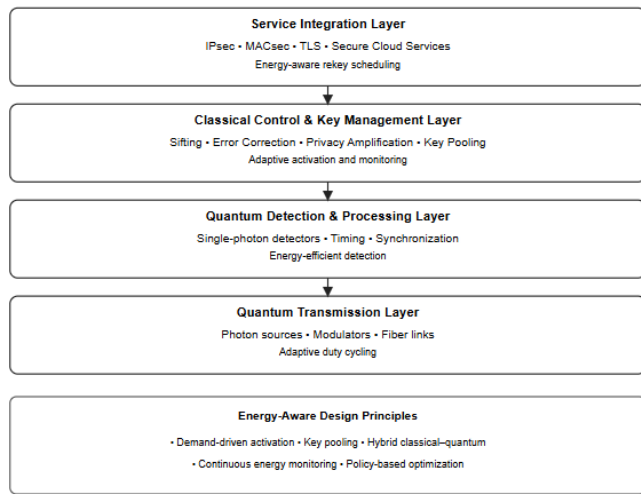 Service Integration Layer
IPsec • MACsec • TLS • Secure Cloud Services
Energy-aware rekey scheduling
Classical Control & Key Management Layer
Sifting • Error Correction • Privacy Amplification • Key Pooling
Adaptive activation and monitoring
Quantum Detection & Processing Layer
Single-photon detectors • Timing • Synchronization
Energy-efficient detection
Quantum Transmission Layer
Photon sources • Modulators • Fiber links
Adaptive duty cycling
Energy-Aware Design Principles
• Demand-driven activation • Key pooling • Hybrid classical–quantum
• Continuous energy monitoring • Policy-based optimization